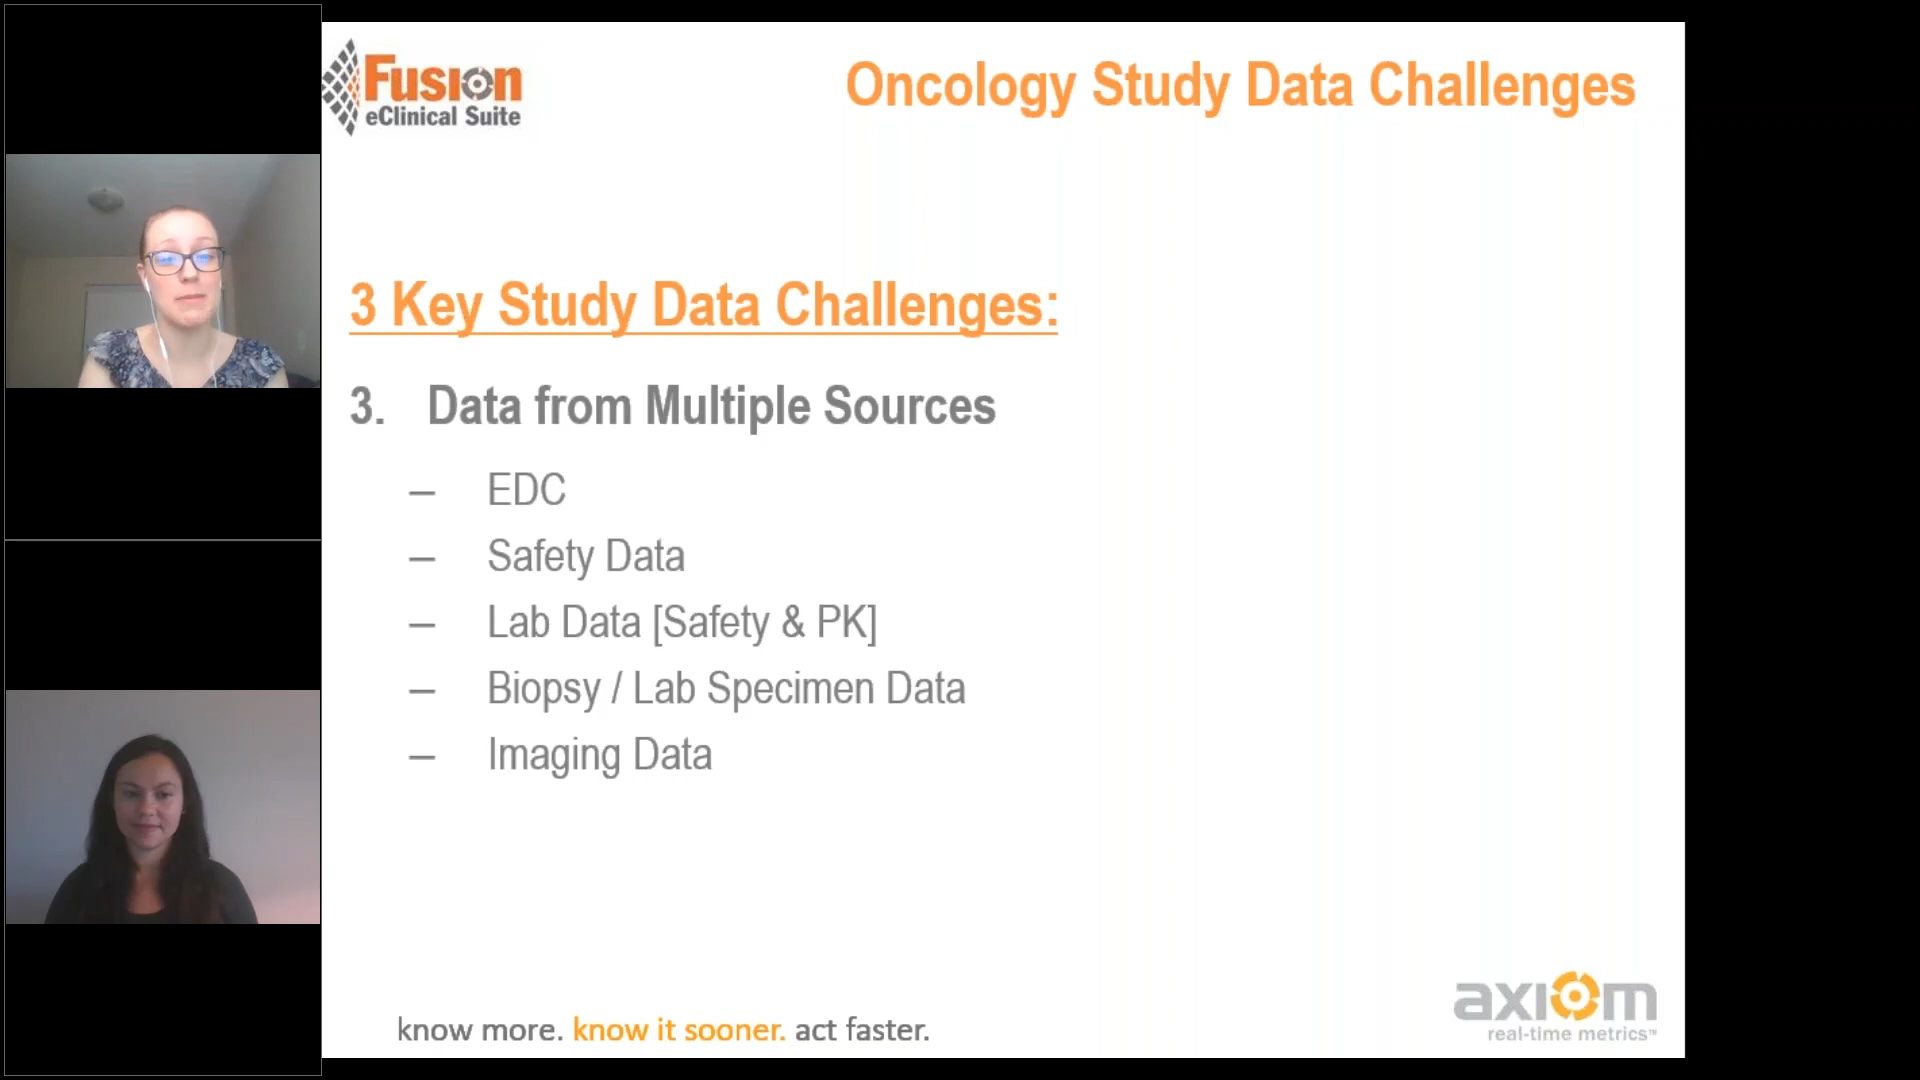 Fusion
eClinical Suite
Oncology Study Data Challenges
3 Key Study Data Challenges:
3. Data from Multiple Sources
– EDC
– Safety Data
– Lab Data [Safety & PK]
– Biopsy / Lab Specimen Data
– Imaging Data
know more. know it sooner. act faster.
axiom
real-time metrics™